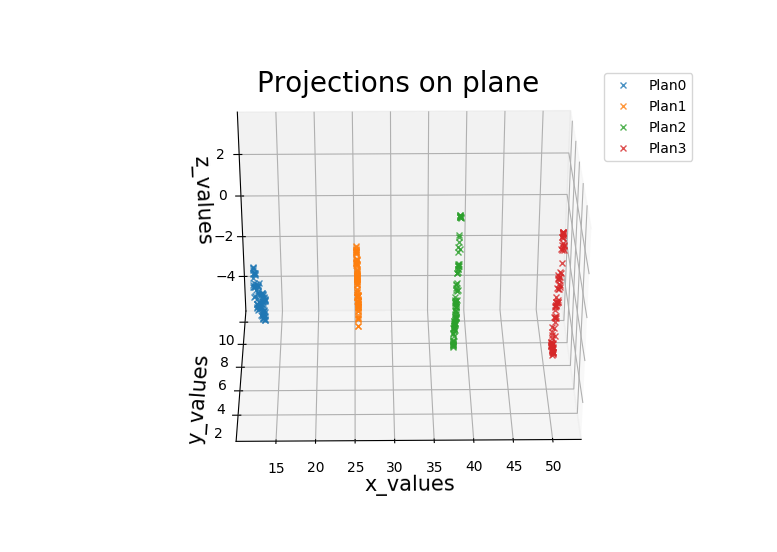 Projections on plane
Plan0
Plan1
Plan2
Plan3
z_values
2
0
−2
−4
y_values
10
8
6
4
2
15 20 25 30 35 40 45 50
x_values